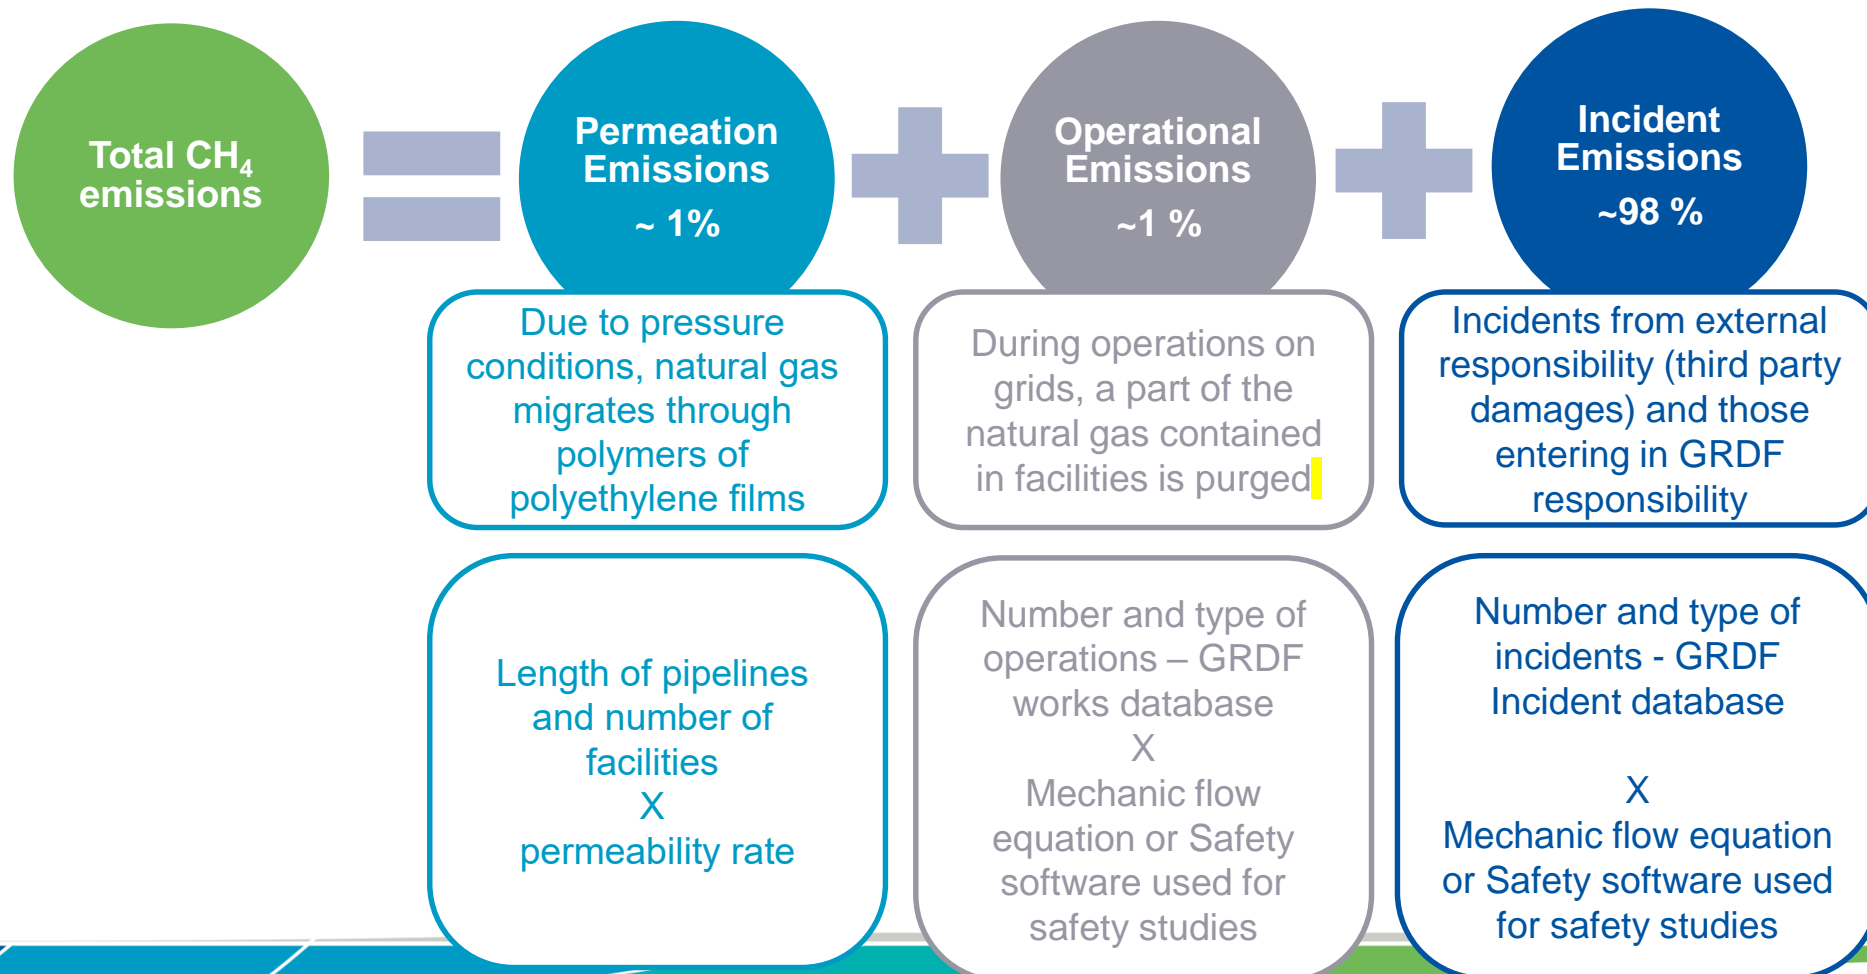 Total CH₄
emissions
Permeation
Emissions
~ 1%
Operational
Emissions
~1 %
Incident
Emissions
~98 %
Due to pressure
conditions, natural gas
migrates through
polymers of
polyethylene films
During operations on
grids, a part of the
natural gas contained
in facilities is purged
Incidents from external
responsibility (third party
damages) and those
entering in GRDF
responsibility
Length of pipelines
and number of
facilities
X
permeability rate
Number and type of
operations – GRDF
works database
X
Mechanic flow
equation or Safety
software used for
safety studies
Number and type of
incidents - GRDF
Incident database
X
Mechanic flow equation
or Safety software used
for safety studies